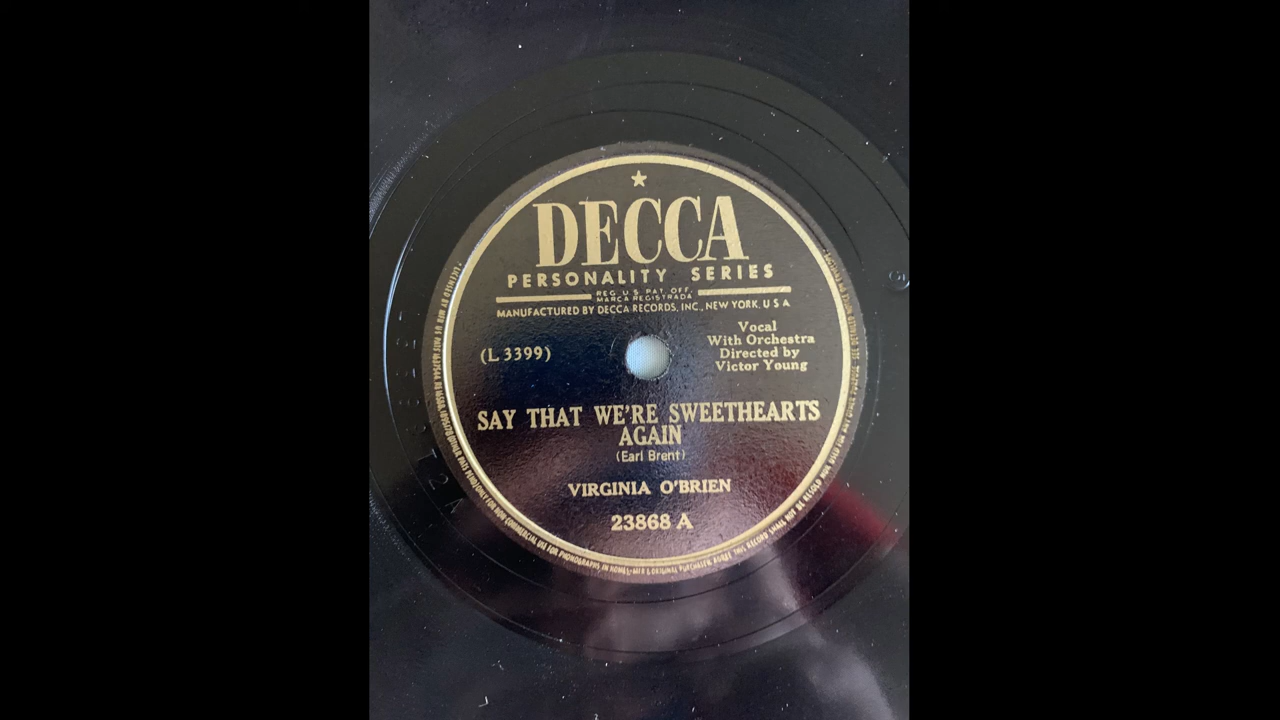 DECCA
PERSONALITY SERIES
REG. U.S. PAT. OFF.
MARCA REGISTRADA
MANUFACTURED BY DECCA RECORDS, INC., NEW YORK, U S A
(L 3399)
Vocal
With Orchestra
Directed by
Victor Young
SAY THAT WE'RE SWEETHEARTS
AGAIN
(Earl Brent)
VIRGINIA O'BRIEN
23868 A